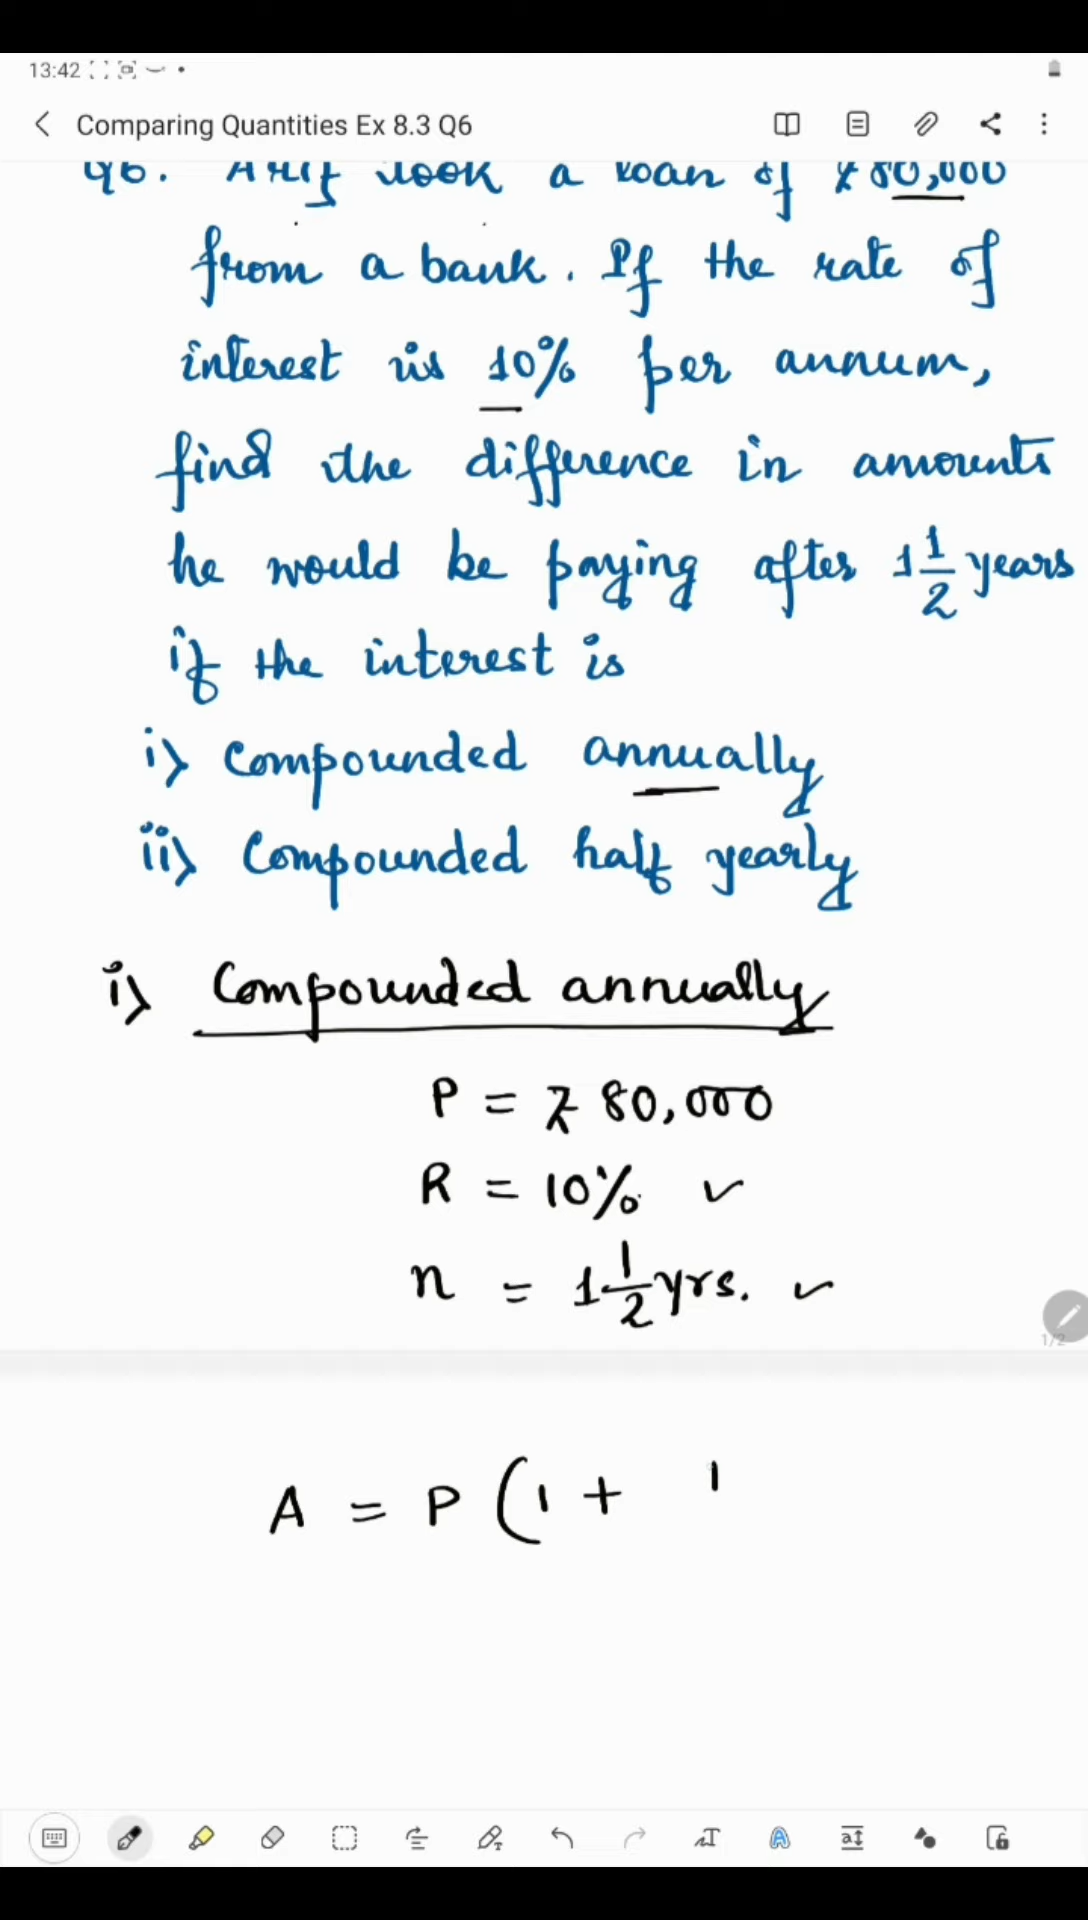 13:42
Comparing Quantities Ex 8.3 Q6
Q6. Arif took a loan of ₹ 80,000
from a bank. If the rate of
interest is 10% per annum,
find the difference in amounts
he would be paying after 1 1/2 years
if the interest is
i) Compounded annually
ii) Compounded half yearly
i) Compounded annually
P = ₹ 80,000
R = 10% ✓
n = 1 1/2 yrs. ✓
1/2
A = P (1 + 1